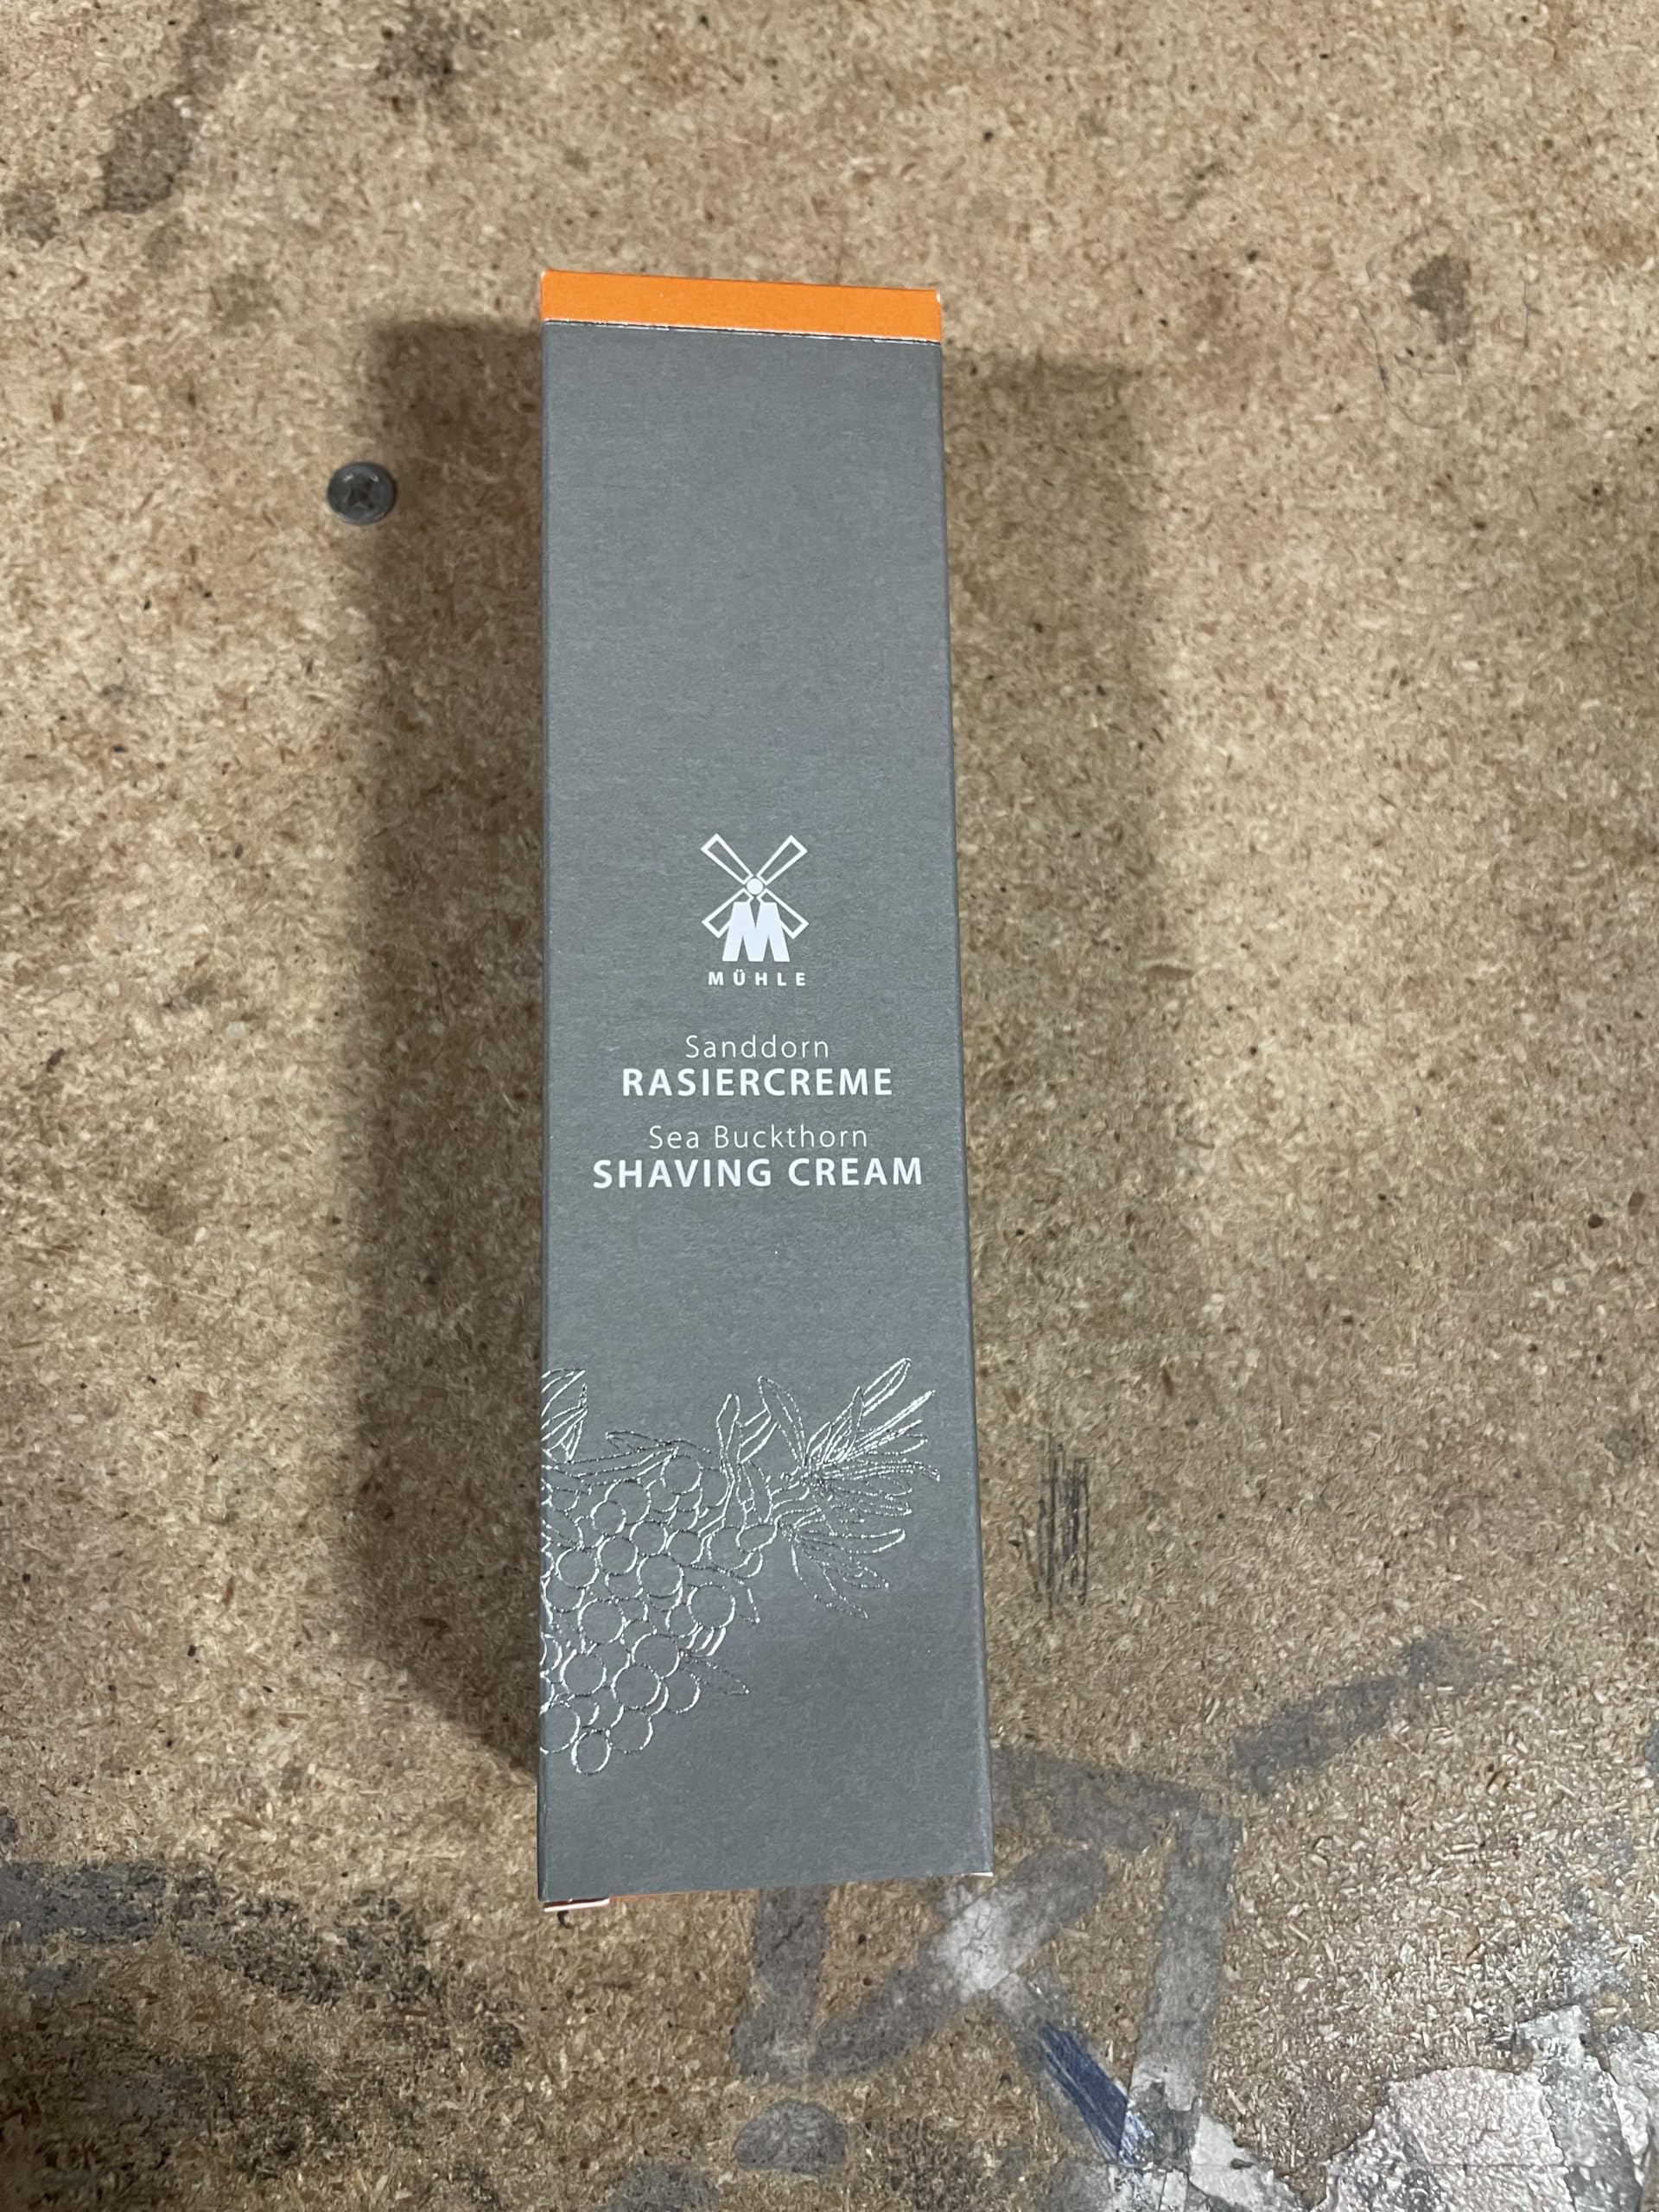 M
MÜHLE
Sanddorn
RASIERCREME
Sea Buckthorn
SHAVING CREAM